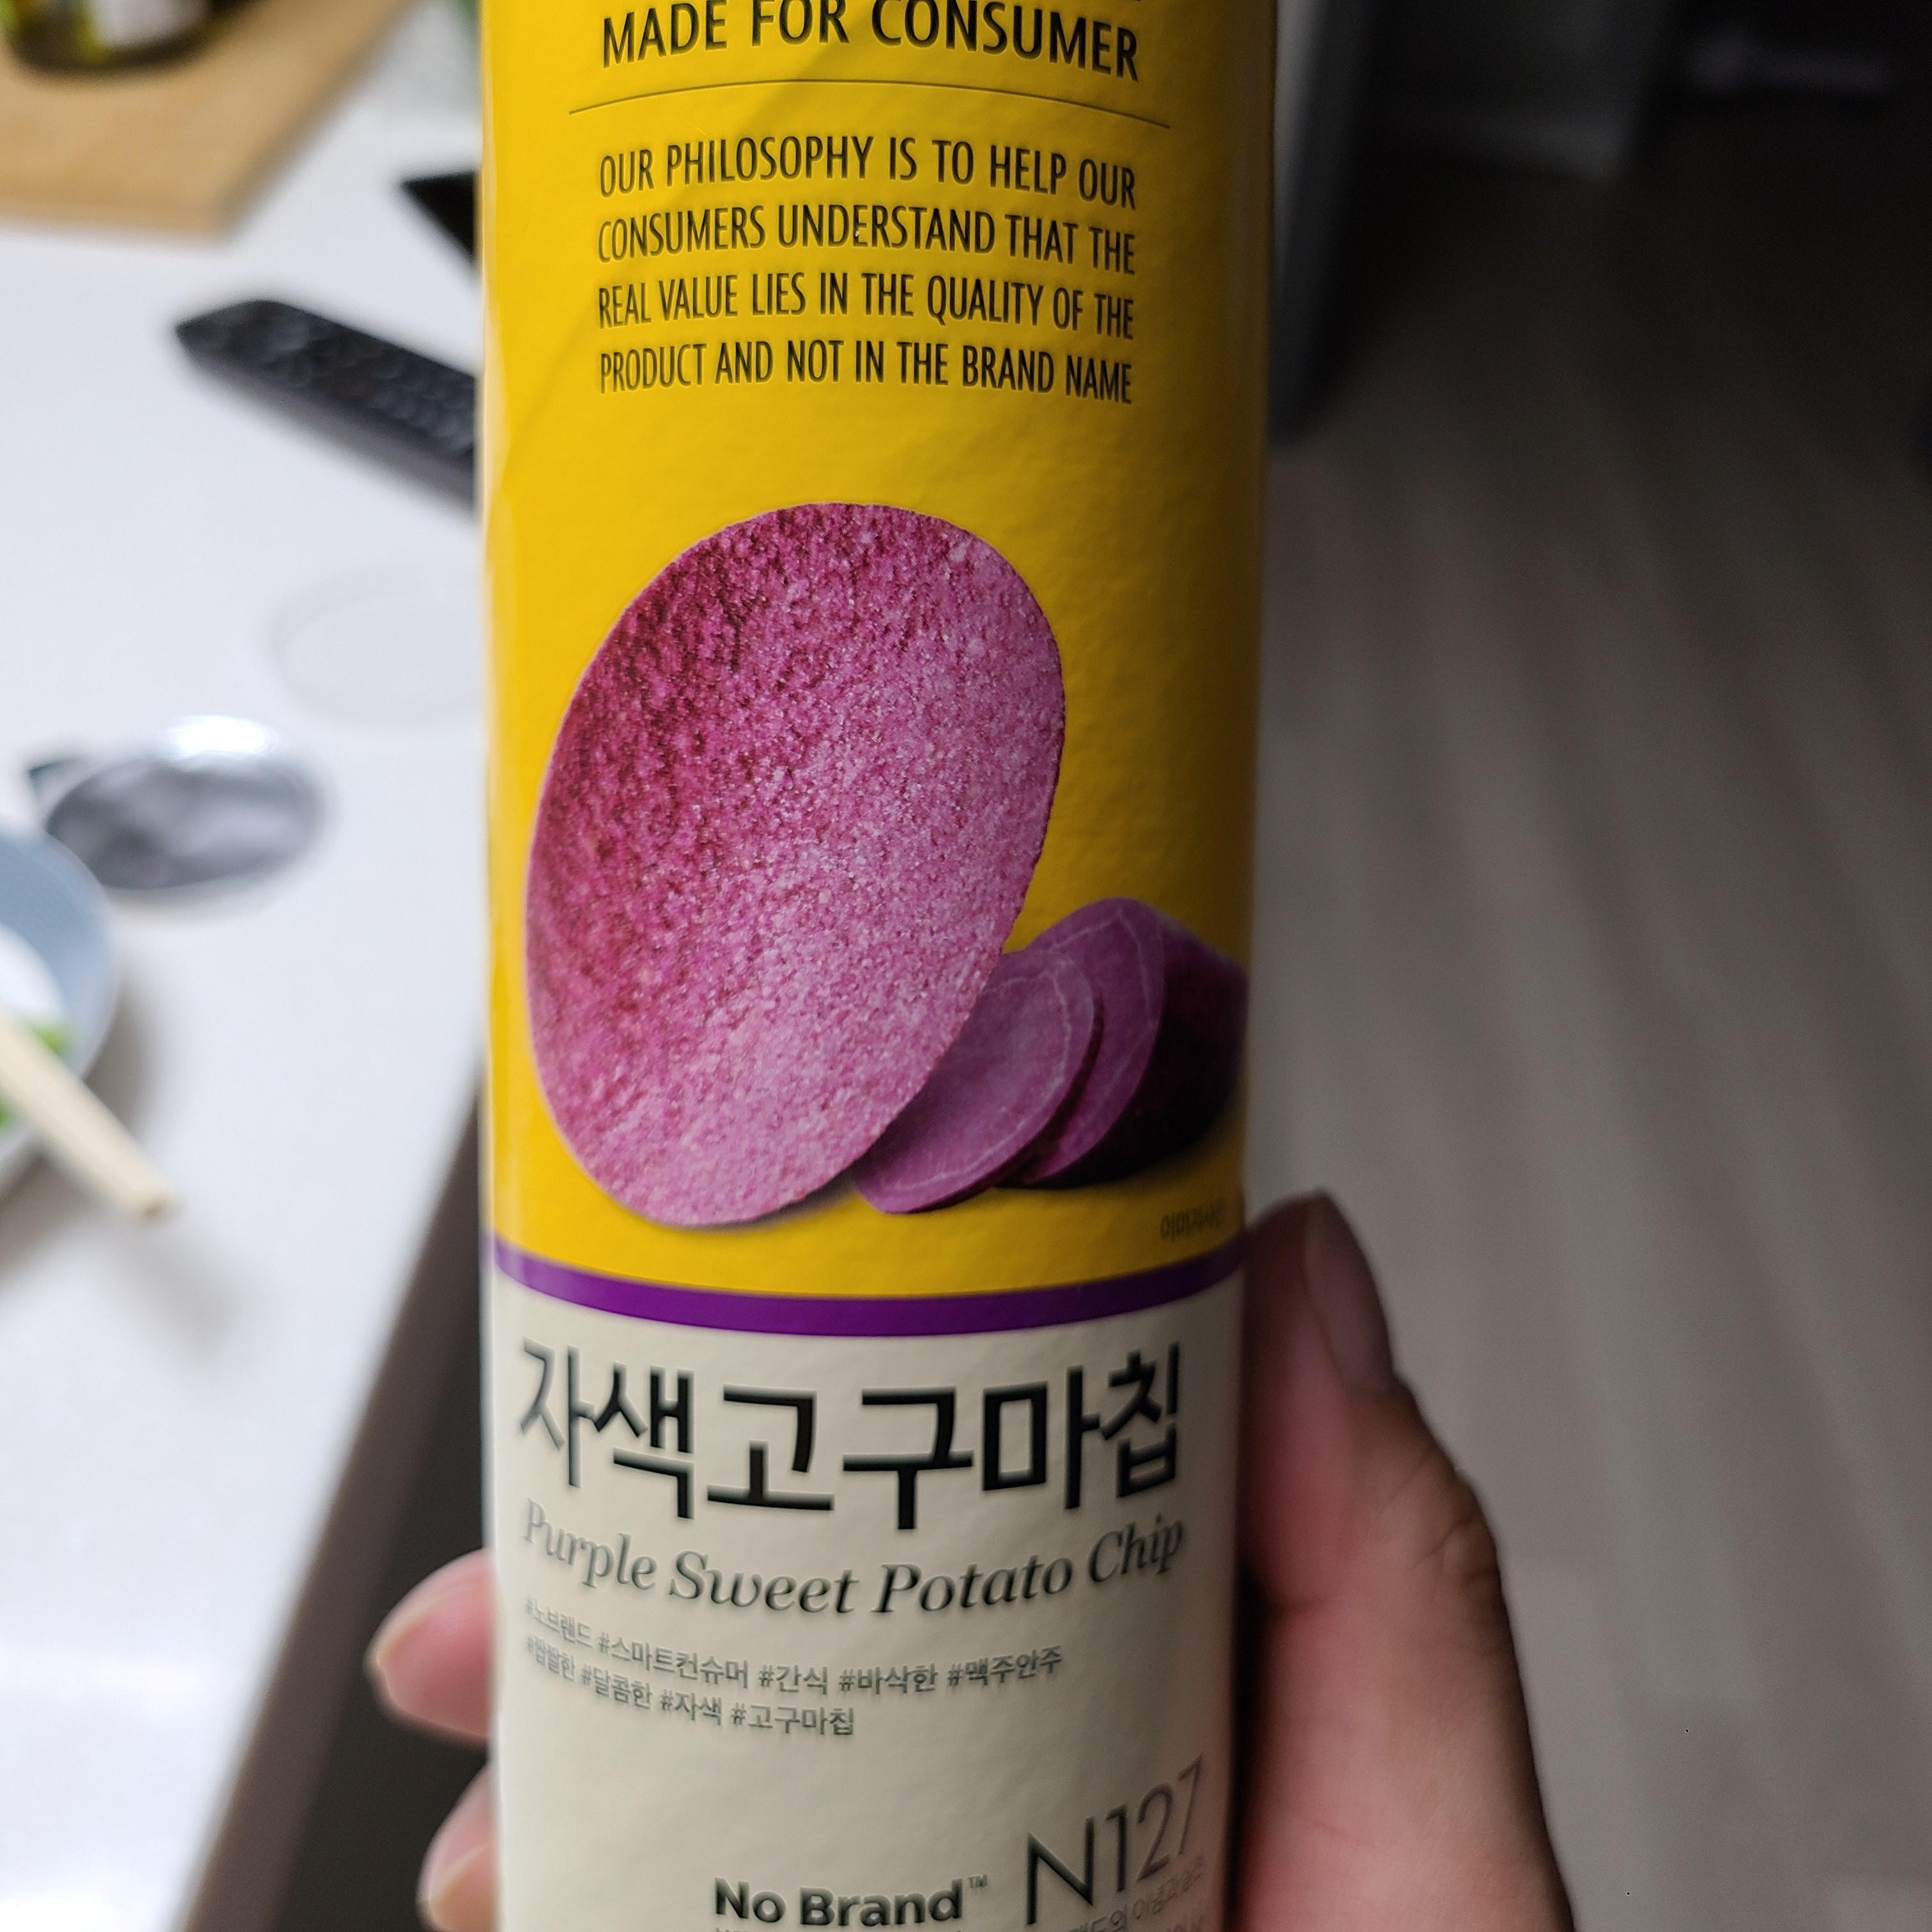 MADE FOR CONSUMER
OUR PHILOSOPHY IS TO HELP OUR
CONSUMERS UNDERSTAND THAT THE
REAL VALUE LIES IN THE QUALITY OF THE
PRODUCT AND NOT IN THE BRAND NAME
이미지사진
자색고구마칩
Purple Sweet Potato Chip
#노브랜드 #스마트컨슈머 #간식 #바삭한 #맥주안주
#짭짤한 #달콤한 #자색 #고구마칩
N127
No Brand™